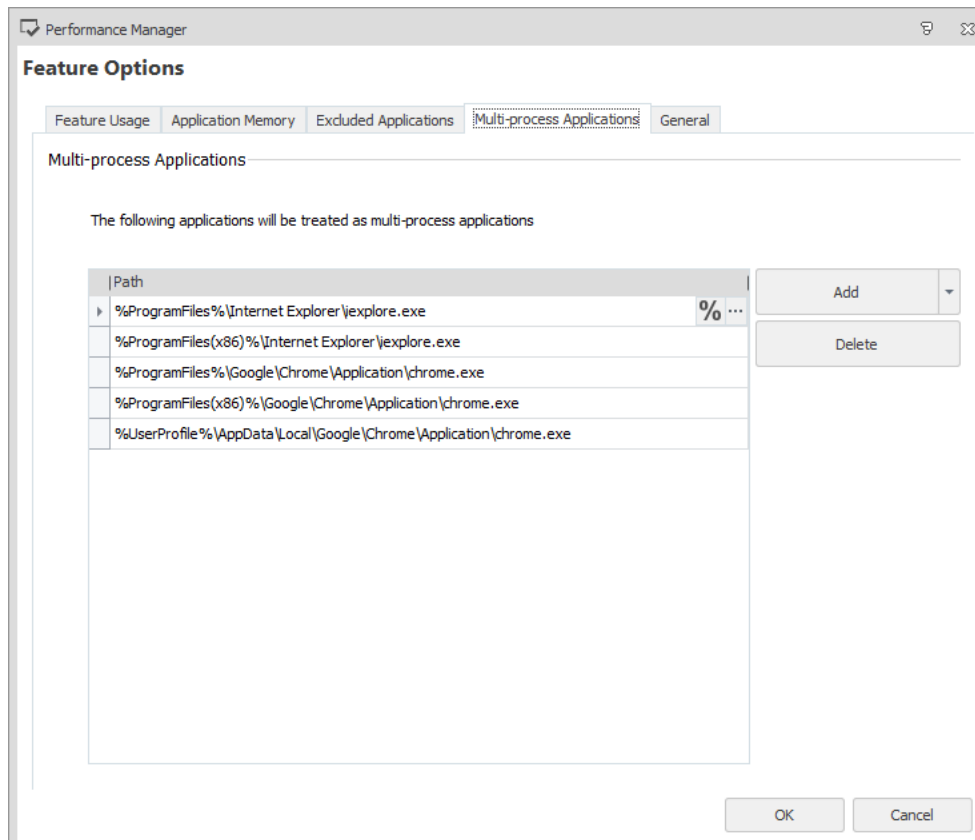 Performance Manager
Feature Options
Feature Usage Application Memory Excluded Applications Multi-process Applications General
Multi-process Applications
The following applications will be treated as multi-process applications
Path
%ProgramFiles%\Internet Explorer\iexplore.exe % ...
%ProgramFiles(x86)%\Internet Explorer\iexplore.exe
%ProgramFiles%\Google\Chrome\Application\chrome.exe
%ProgramFiles(x86)%\Google\Chrome\Application\chrome.exe
%UserProfile%\AppData\Local\Google\Chrome\Application\chrome.exe
Add
Delete
OK Cancel